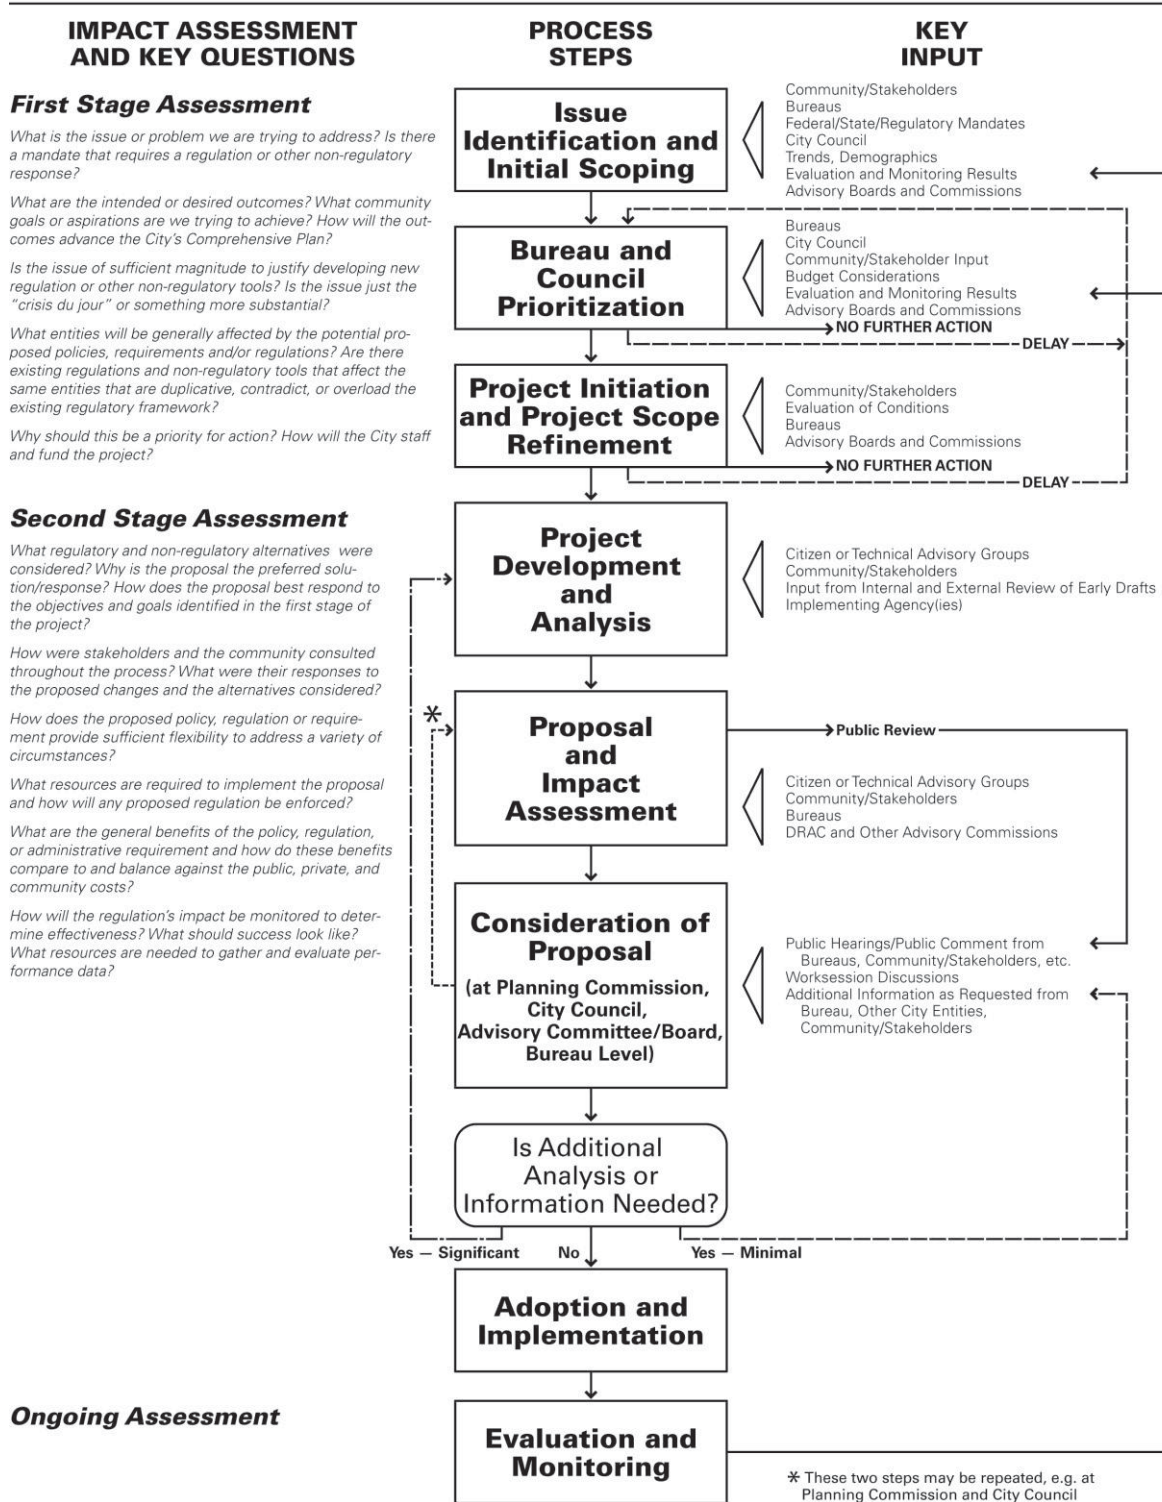 IMPACT ASSESSMENT
AND KEY QUESTIONS
PROCESS
STEPS
KEY
INPUT
First Stage Assessment
What is the issue or problem we are trying to address? Is there
a mandate that requires a regulation or other non-regulatory
response?
What are the intended or desired outcomes? What community
goals or aspirations are we trying to achieve? How will the out-
comes advance the City's Comprehensive Plan?
Is the issue of sufficient magnitude to justify developing new
regulation or other non-regulatory tools? Is the issue just the
"crisis du jour" or something more substantial?
What entities will be generally affected by the potential pro-
posed policies, requirements and/or regulations? Are there
existing regulations and non-regulatory tools that affect the
same entities that are duplicative, contradict, or overload the
existing regulatory framework?
Why should this be a priority for action? How will the City staff
and fund the project?
Issue
Identification and
Initial Scoping
Community/Stakeholders
Bureaus
Federal/State/Regulatory Mandates
City Council
Trends, Demographics
Evaluation and Monitoring Results
Advisory Boards and Commissions
Bureau and
Council
Prioritization
Bureaus
City Council
Community/Stakeholder Input
Budget Considerations
Evaluation and Monitoring Results
Advisory Boards and Commissions
NO FURTHER ACTION
DELAY
Project Initiation
and Project Scope
Refinement
Community/Stakeholders
Evaluation of Conditions
Bureaus
Advisory Boards and Commissions
NO FURTHER ACTION
DELAY
Second Stage Assessment
What regulatory and non-regulatory alternatives were
considered? Why is the proposal the preferred solu-
tion/response? How does the proposal best respond to
the objectives and goals identified in the first stage of
the project?
How were stakeholders and the community consulted
throughout the process? What were their responses to
the proposed changes and the alternatives considered?
How does the proposed policy, regulation or require-
ment provide sufficient flexibility to address a variety of
circumstances?
What resources are required to implement the proposal
and how will any proposed regulation be enforced?
What are the general benefits of the policy, regulation,
or administrative requirement and how do these benefits
compare to and balance against the public, private, and
community costs?
How will the regulation's impact be monitored to deter-
mine effectiveness? What should success look like?
What resources are needed to gather and evaluate per-
formance data?
Project
Development
and
Analysis
Citizen or Technical Advisory Groups
Community/Stakeholders
Input from Internal and External Review of Early Drafts
Implementing Agency(ies)
*
Proposal
and
Impact
Assessment
Public Review
Citizen or Technical Advisory Groups
Community/Stakeholders
Bureaus
DRAC and Other Advisory Commissions
Consideration of
Proposal
(at Planning Commission,
City Council,
Advisory Committee/Board,
Bureau Level)
Public Hearings/Public Comment from
Bureaus, Community/Stakeholders, etc.
Worksession Discussions
Additional Information as Requested from
Bureau, Other City Entities,
Community/Stakeholders
Is Additional
Analysis or
Information Needed?
Yes — Significant
No
Yes — Minimal
Adoption and
Implementation
Ongoing Assessment
Evaluation and
Monitoring
* These two steps may be repeated, e.g. at
Planning Commission and City Council